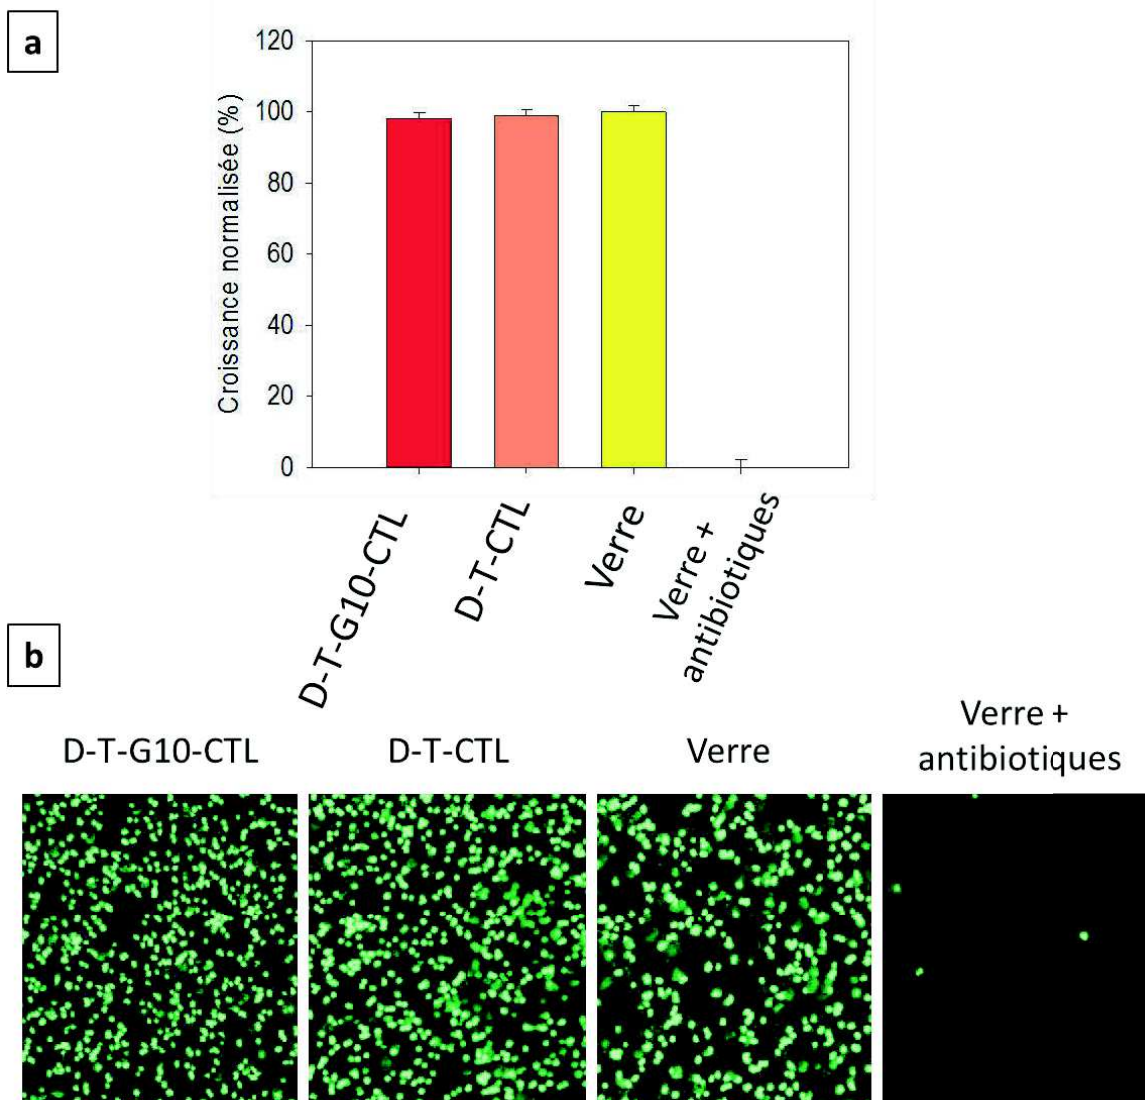 a
120
100
80
60
40
20
0
Croissance normalisée (%)
D-T-G10-CTL
D-T-CTL
Verre
Verre +
antibiotiques
b
D-T-G10-CTL
D-T-CTL
Verre
Verre +
antibiotiques